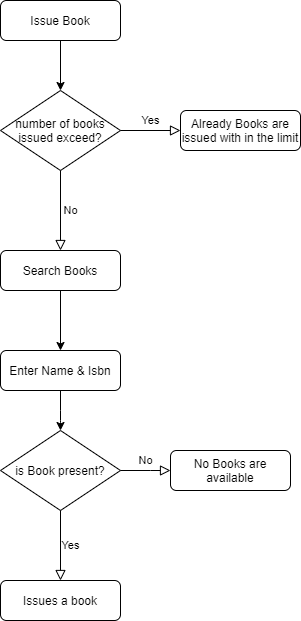 Issue Book
number of books
issued exceed?
Yes
Already Books are
issued with in the limit
No
Search Books
Enter Name & Isbn
is Book present?
No
No Books are
available
Yes
Issues a book